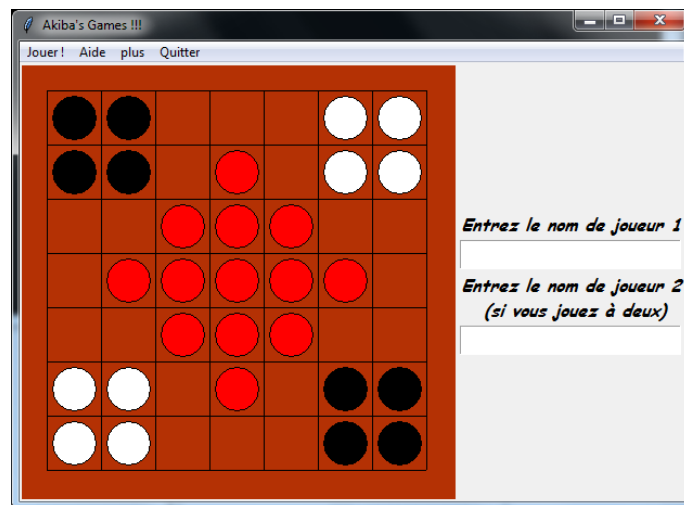 Akiba's Games !!!
Jouer ! Aide plus Quitter
Entrez le nom de joueur 1
Entrez le nom de joueur 2
(si vous jouez à deux)